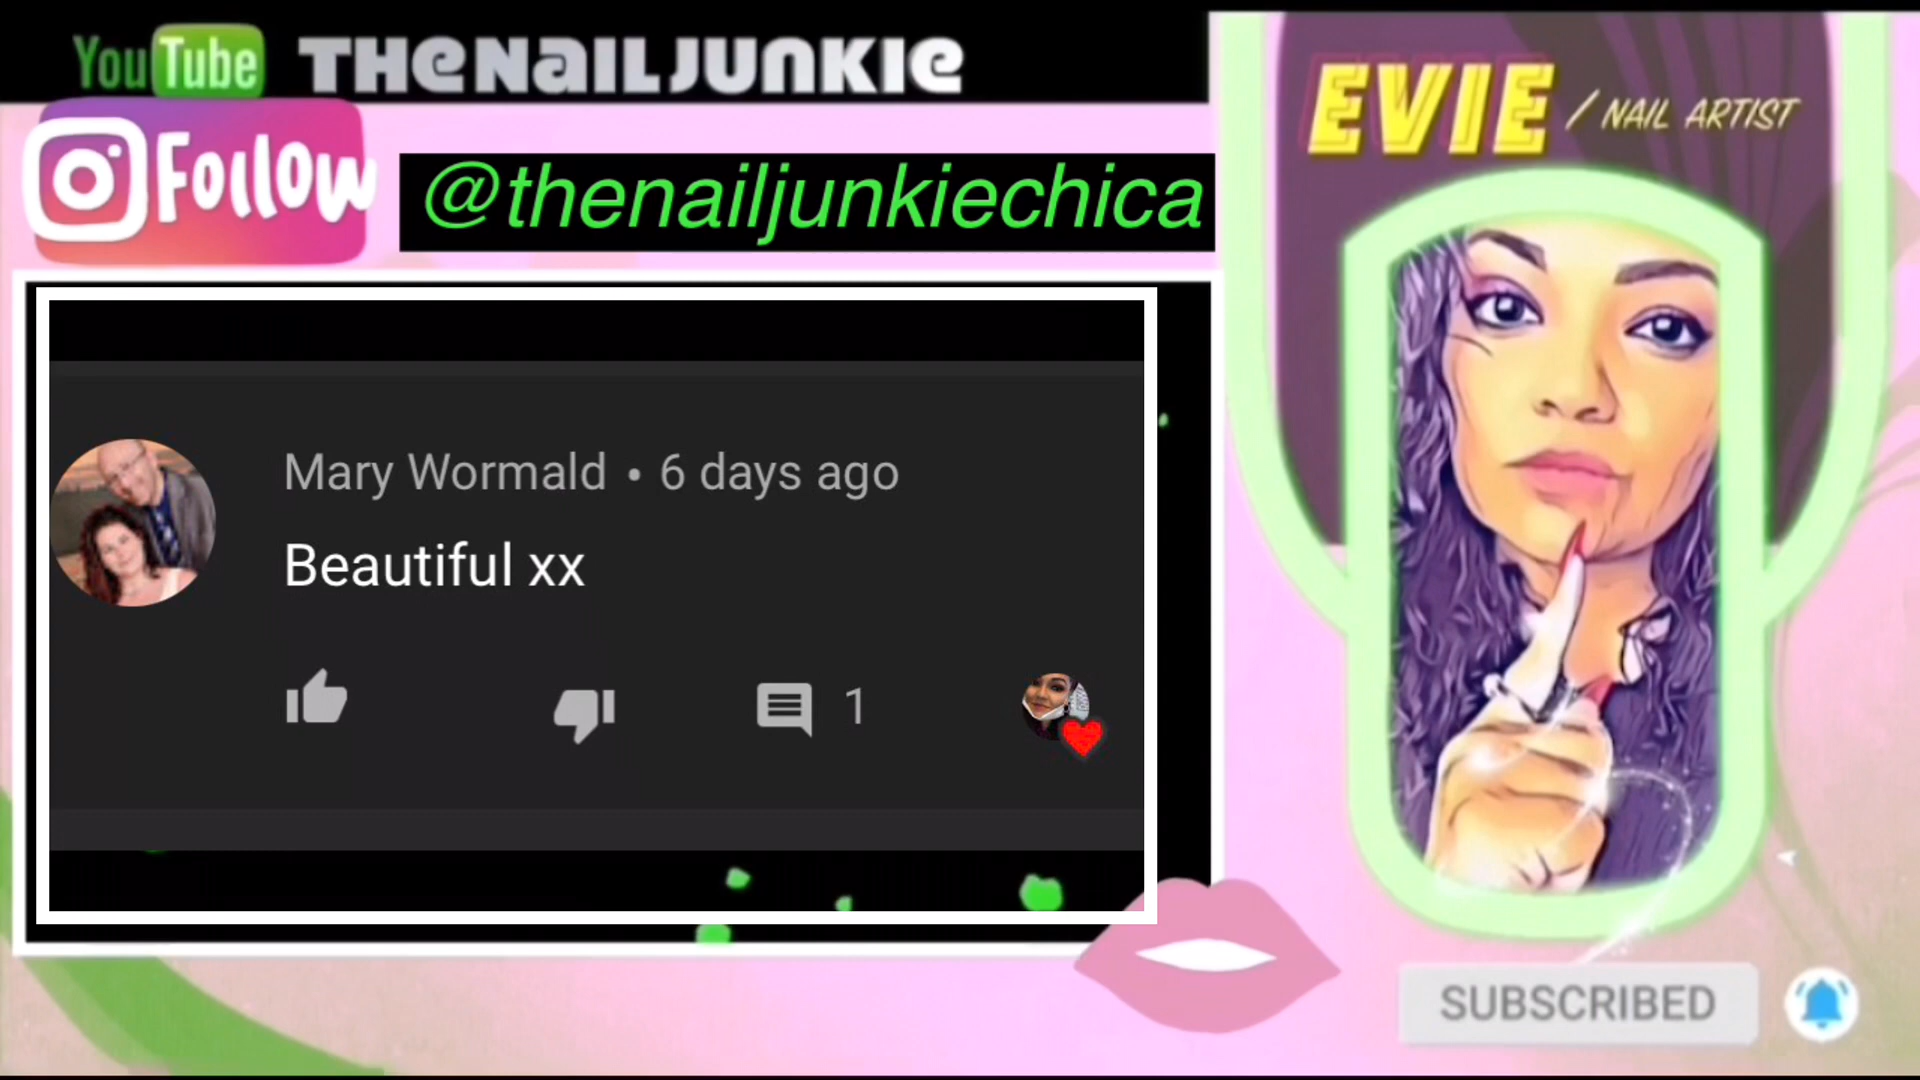 YouTube THENAILJUNKIE
Follow
@thenailjunkiechica
EVIE / NAIL ARTIST
Mary Wormald • 6 days ago
Beautiful xx
1
SUBSCRIBED